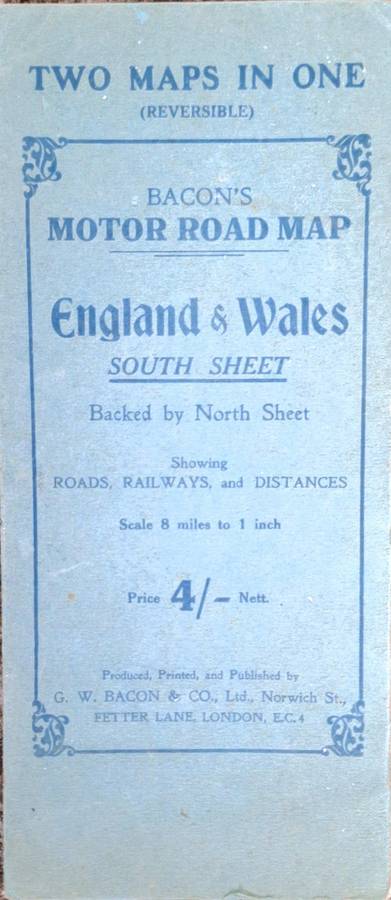 TWO MAPS IN ONE
(REVERSIBLE)
BACON'S
MOTOR ROAD MAP
England & Wales
SOUTH SHEET
Backed by North Sheet
Showing
ROADS, RAILWAYS, and DISTANCES
Scale 8 miles to 1 inch
Price 4/- Nett.
Produced, Printed, and Published by
G. W. BACON & CO., Ltd., Norwich St.,
FETTER LANE, LONDON, E.C. 4